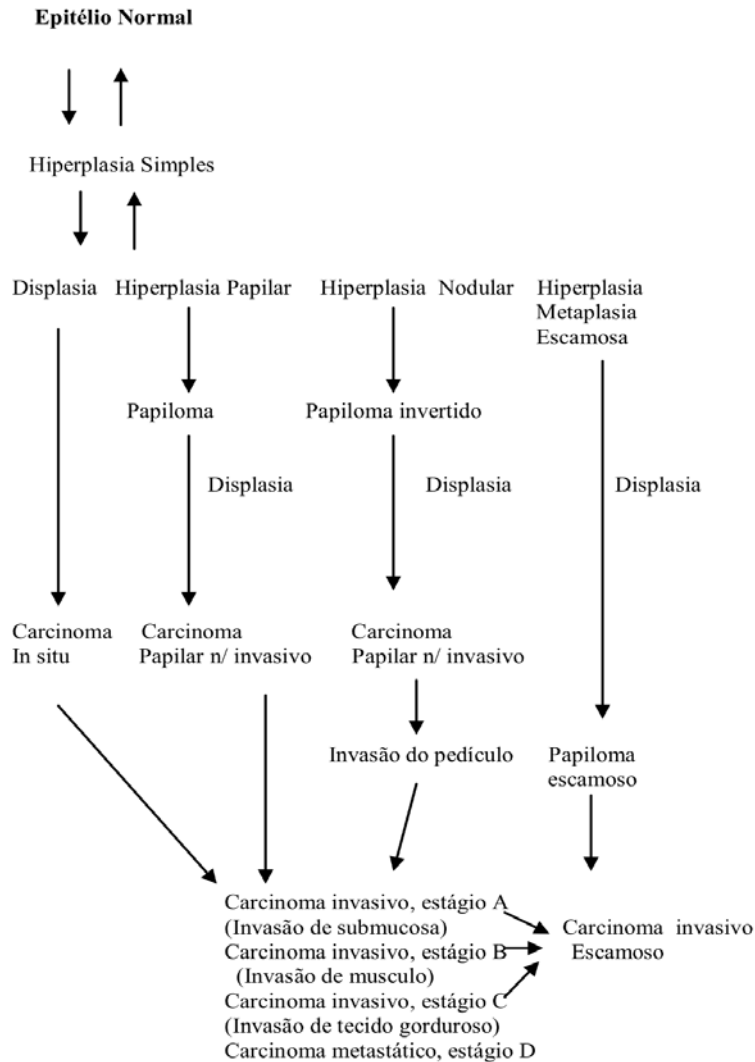 Epitélio Normal
Hiperplasia Simples
Displasia Hiperplasia Papilar Hiperplasia Nodular Hiperplasia
Metaplasia
Escamosa
Papiloma Papiloma invertido
Displasia Displasia Displasia
Carcinoma Carcinoma Carcinoma
In situ Papilar n/ invasivo Papilar n/ invasivo
Invasão do pedículo Papiloma
escamoso
Carcinoma invasivo, estágio A
(Invasão de submucosa) Carcinoma invasivo
Carcinoma invasivo, estágio B Escamoso
(Invasão de musculo)
Carcinoma invasivo, estágio C
(Invasão de tecido gorduroso)
Carcinoma metastático, estágio D